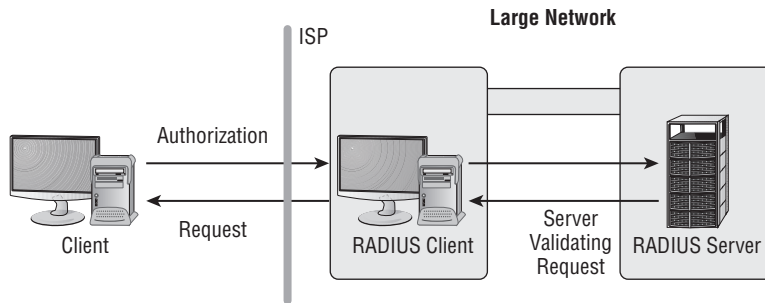 Large Network
ISP
Authorization
Request
Client
RADIUS Client
Server
Validating
Request
RADIUS Server